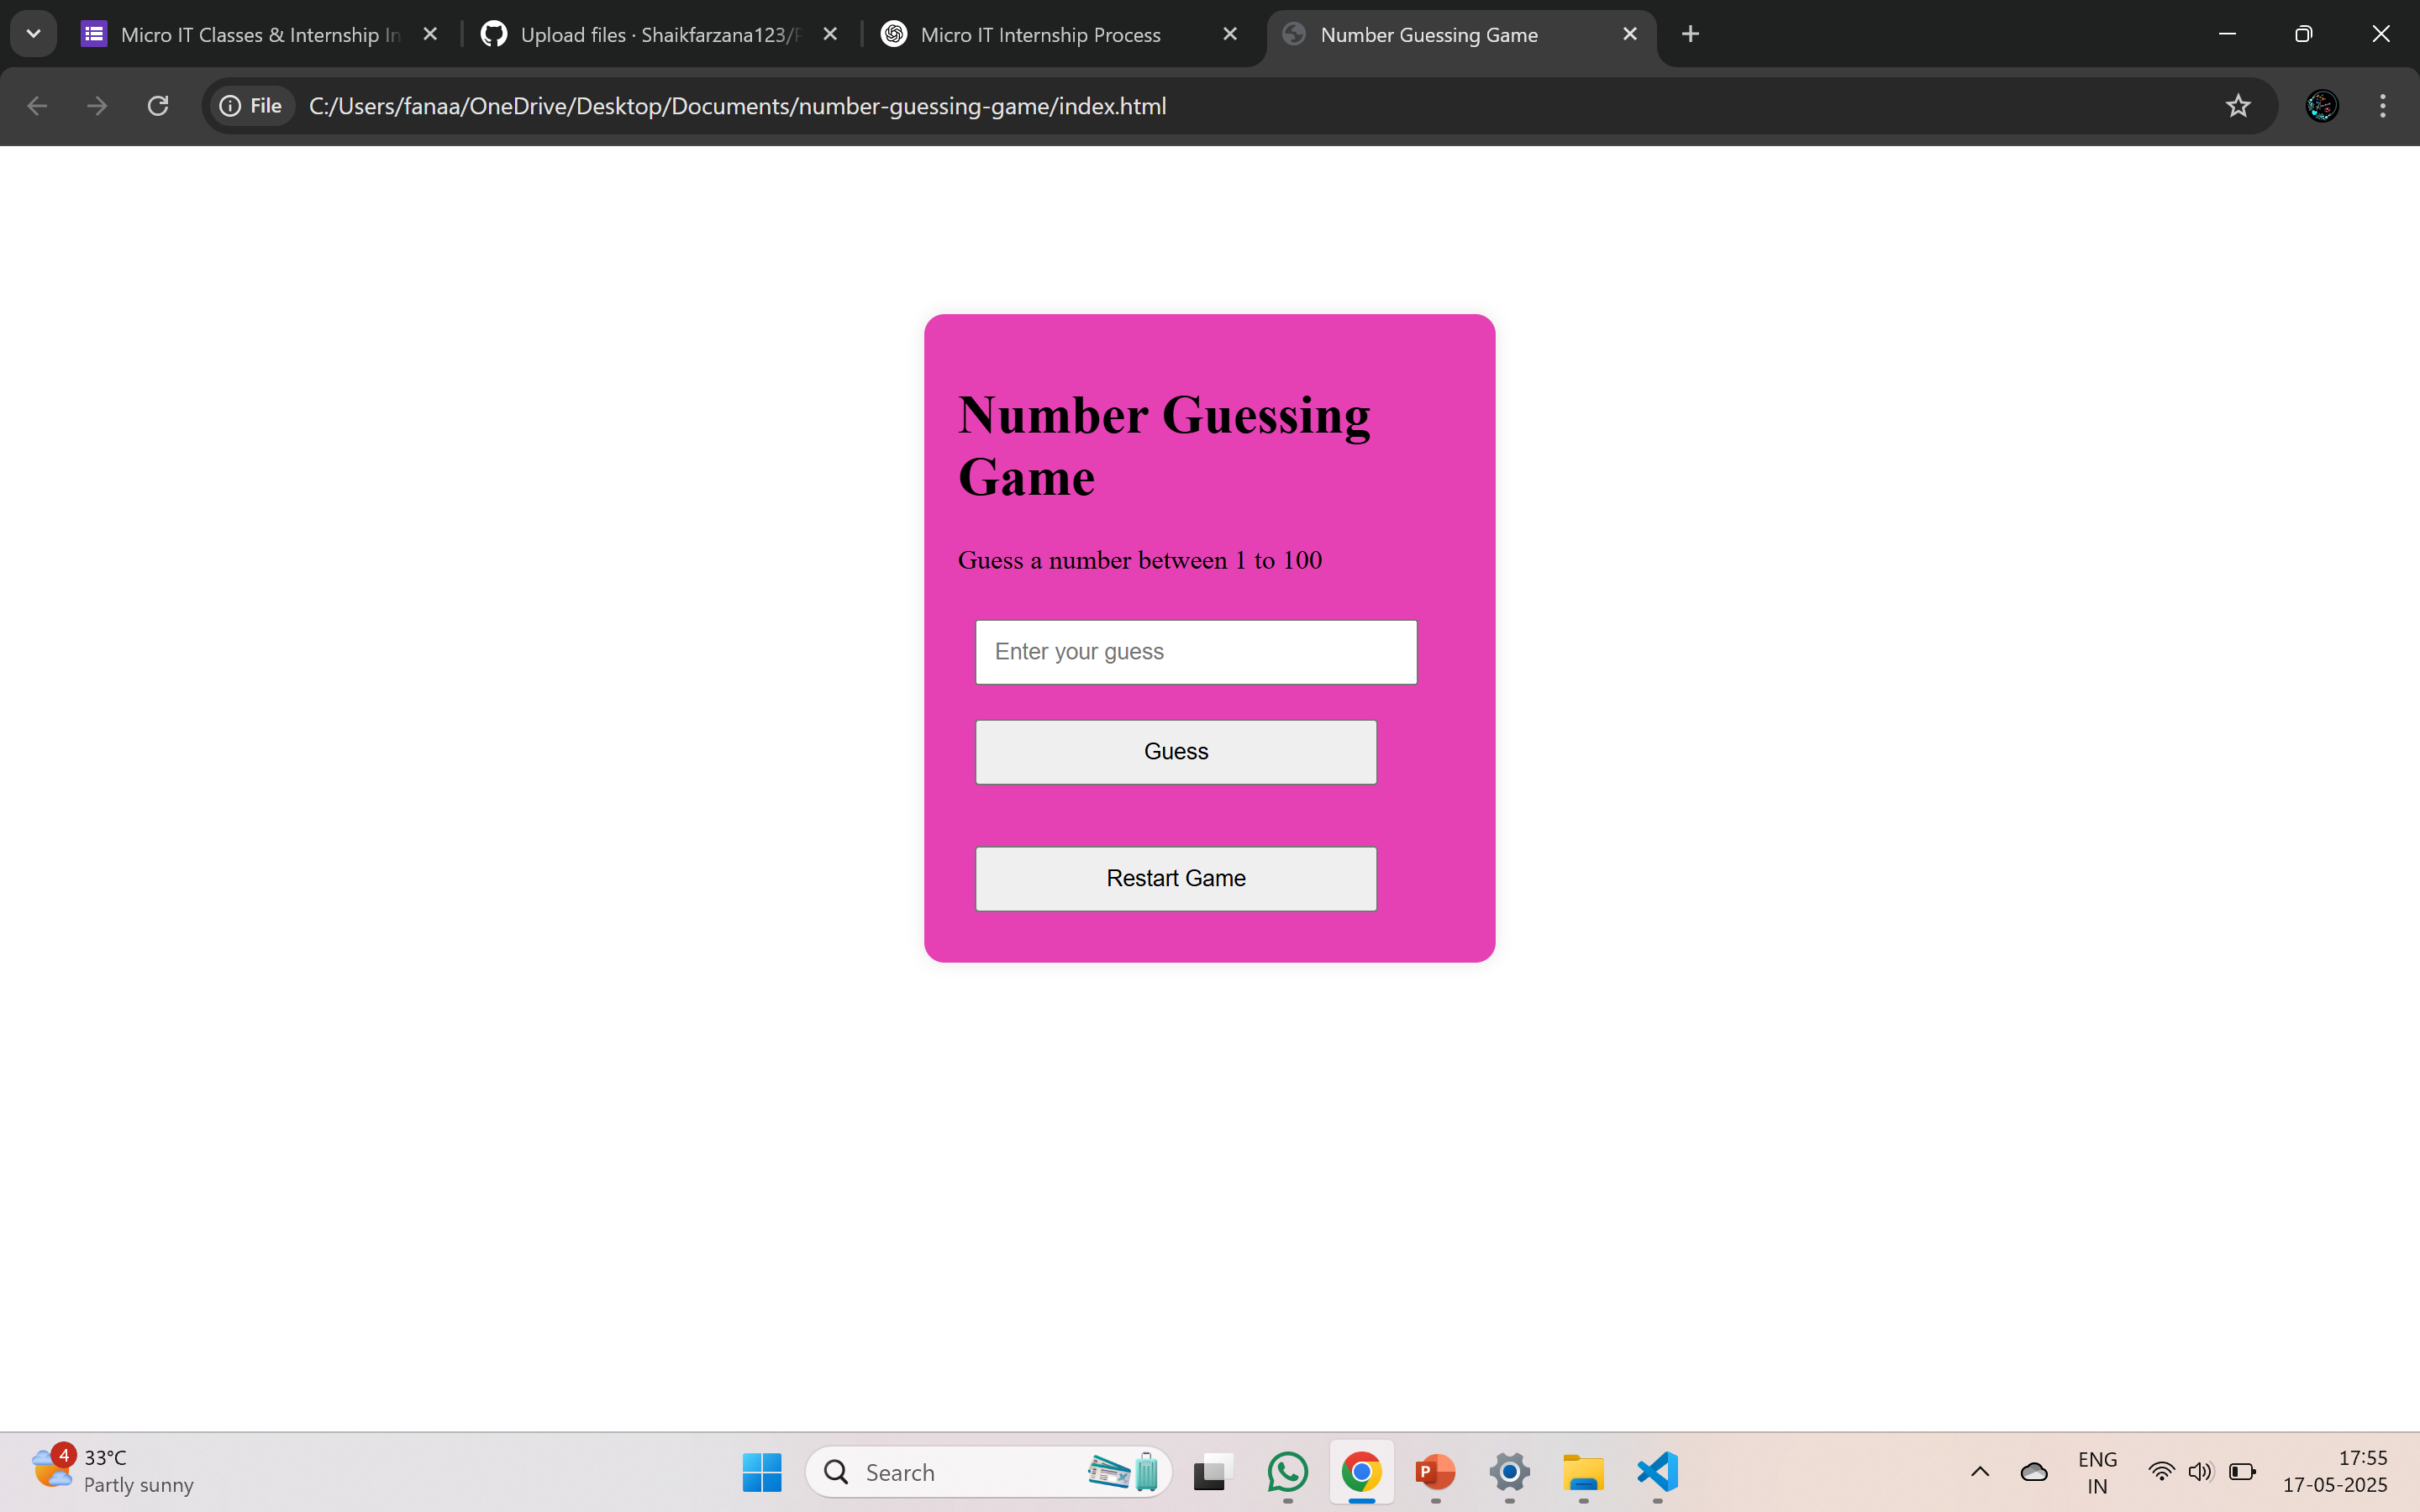 Micro IT Classes & Internship In
Upload files · Shaikfarzana123/
Micro IT Internship Process
Number Guessing Game
File
C:/Users/fanaa/OneDrive/Desktop/Documents/number-guessing-game/index.html
Number Guessing
Game
Guess a number between 1 to 100
Enter your guess
Guess
Restart Game
4
33°C
Partly sunny
Search
P
ENG
IN
17:55
17-05-2025